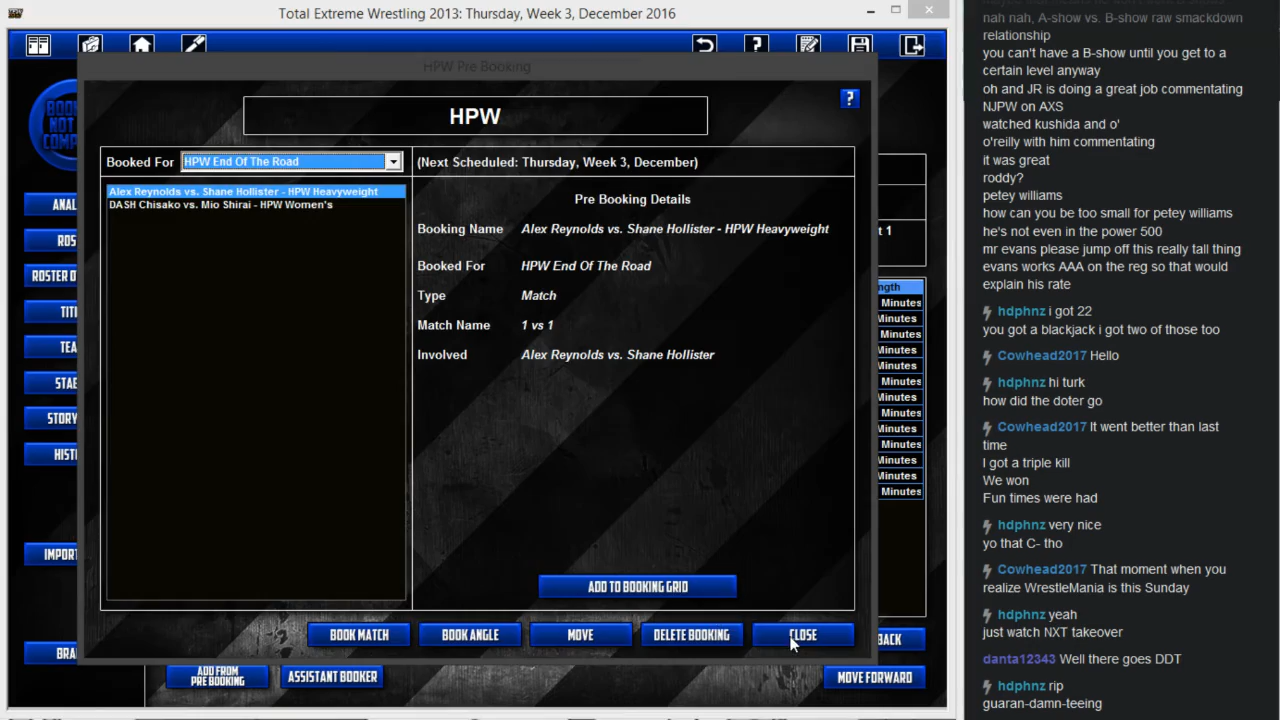 Total Extreme Wrestling 2013: Thursday, Week 3, December 2016
HPW Pre Booking
HPW
Booked For HPW End Of The Road
(Next Scheduled: Thursday, Week 3, December)
Alex Reynolds vs. Shane Hollister - HPW Heavyweight
DASH Chisako vs. Mio Shirai - HPW Women's
Pre Booking Details
Booking Name Alex Reynolds vs. Shane Hollister - HPW Heavyweight
Booked For HPW End Of The Road
Type Match
Match Name 1 vs 1
Involved Alex Reynolds vs. Shane Hollister
ADD TO BOOKING GRID
BOOK MATCH
BOOK ANGLE
MOVE
DELETE BOOKING
CLOSE
BOOK
NOT
COMP
ANAL
ROS
ROSTER O
TIT
TEA
STAB
STORY
HIST
IMPORT
BRA
t 1
ngth
Minutes
Minutes
Minutes
Minutes
Minutes
Minutes
Minutes
Minutes
Minutes
Minutes
Minutes
Minutes
Minutes
BACK
ADD FROM
PRE BOOKING
ASSISTANT BOOKER
MOVE FORWARD
nah nah, A-show vs. B-show raw smackdown
relationship
you can't have a B-show until you get to a
certain level anyway
oh and JR is doing a great job commentating
NJPW on AXS
watched kushida and o'
o'reilly with him commentating
it was great
roddy?
petey williams
how can you be too small for petey williams
he's not even in the power 500
mr evans please jump off this really tall thing
evans works AAA on the reg so that would
explain his rate
hdphnz i got 22
you got a blackjack i got two of those too
Cowhead2017 Hello
hdphnz hi turk
how did the doter go
Cowhead2017 It went better than last
time
I got a triple kill
We won
Fun times were had
hdphnz very nice
yo that C- tho
Cowhead2017 That moment when you
realize WrestleMania is this Sunday
hdphnz yeah
just watch NXT takeover
danta12343 Well there goes DDT
hdphnz rip
guaran-damn-teeing